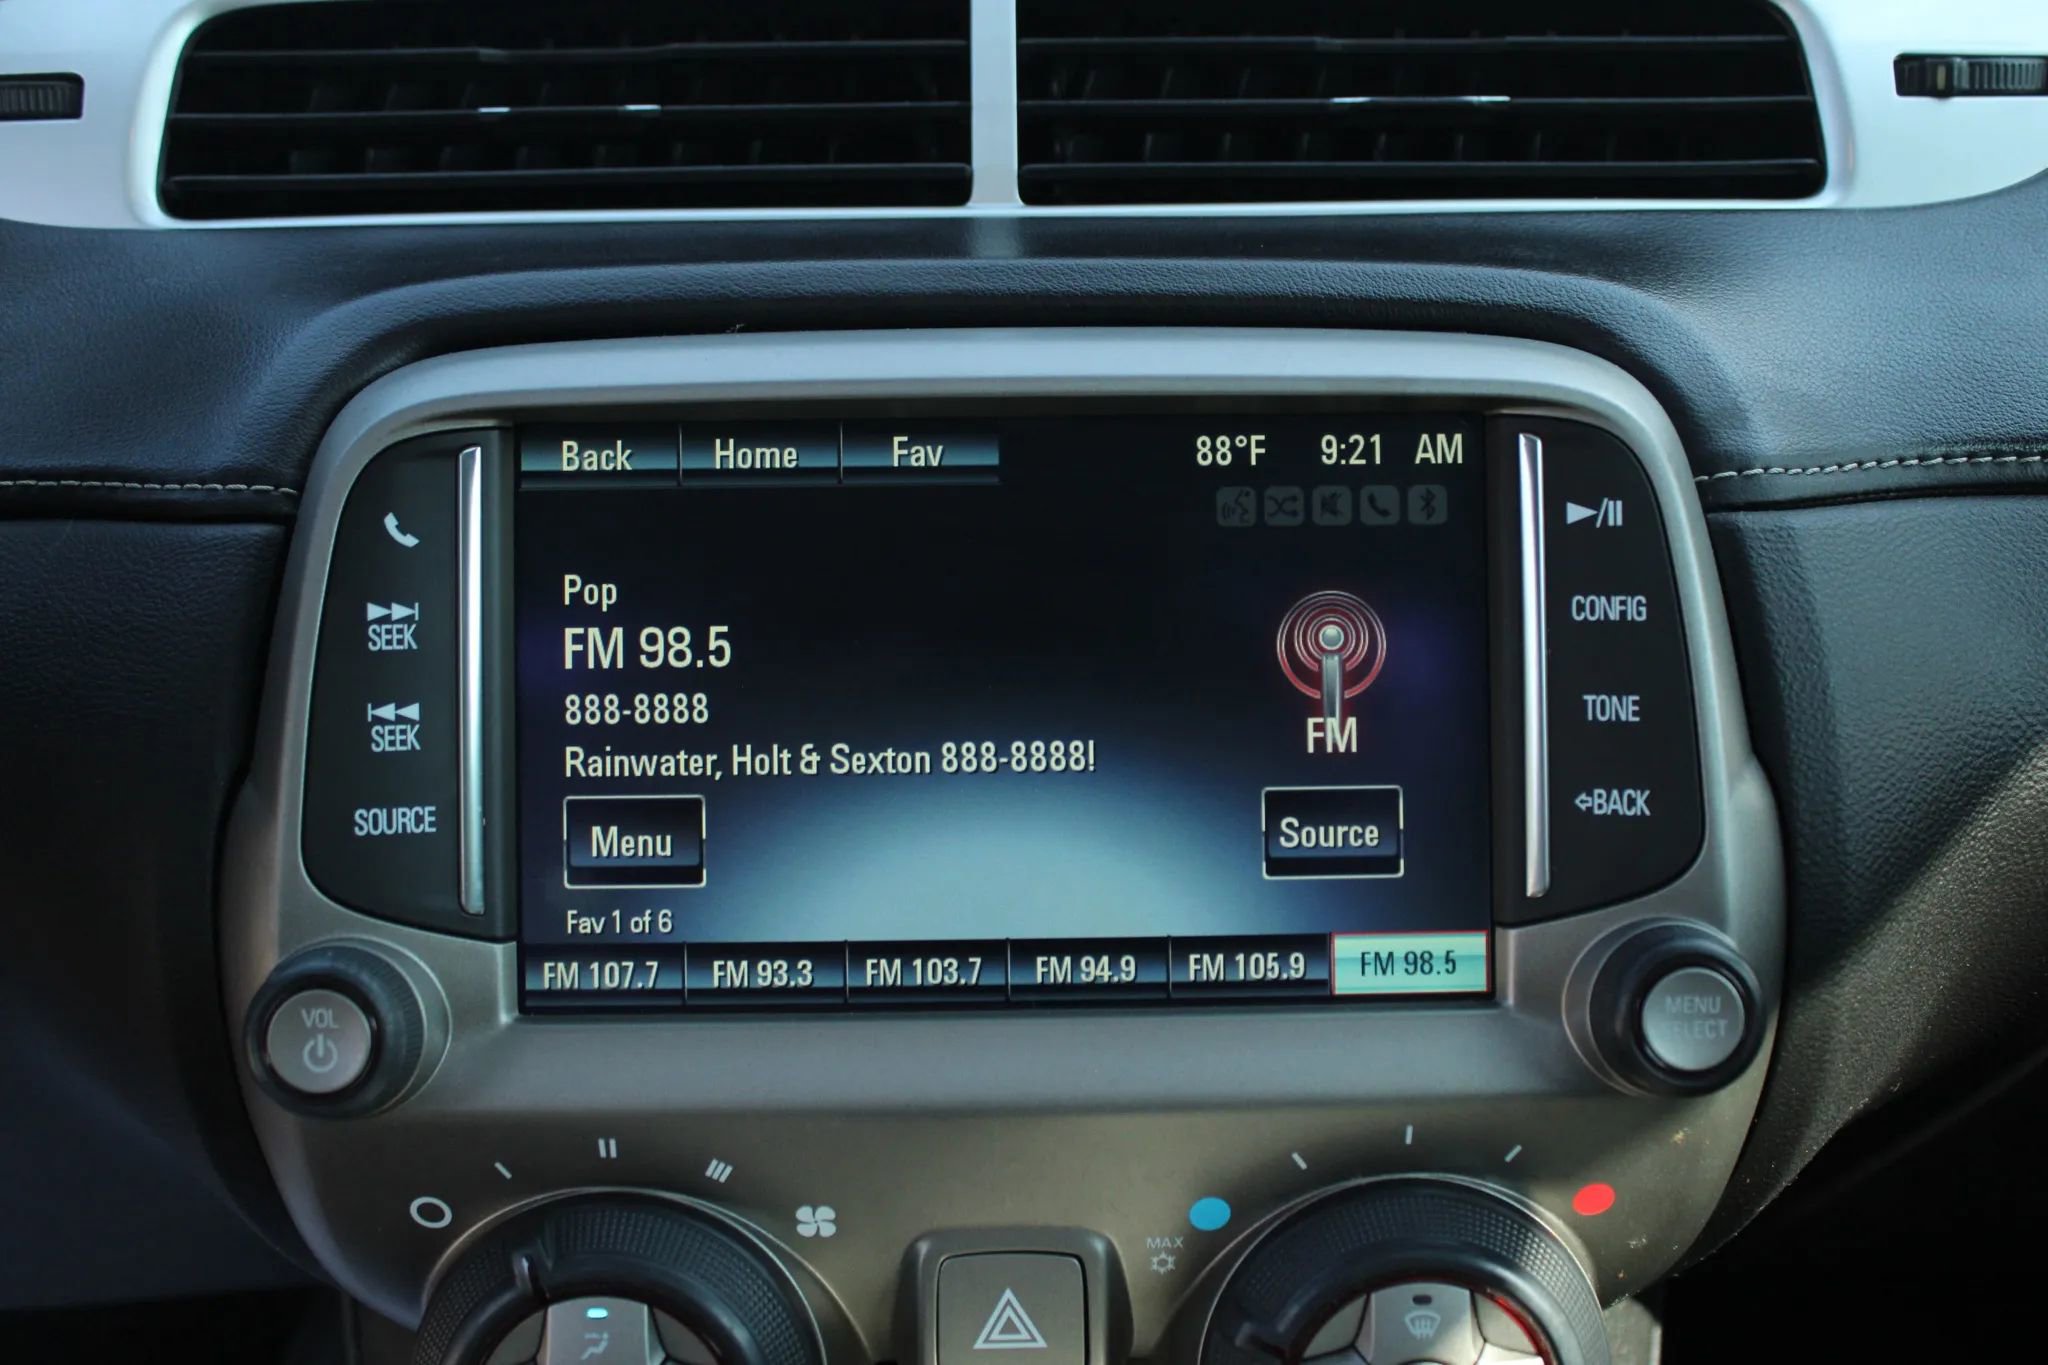 Back Home Fav 88°F 9:21 AM
SEEK
SEEK
SOURCE
Pop
FM 98.5
888-8888
Rainwater, Holt & Sexton 888-8888!
FM
Menu
Source
Fav 1 of 6
FM 107.7 FM 93.3 FM 103.7 FM 94.9 FM 105.9 FM 98.5
CONFIG
TONE
BACK
VOL
MENU
SELECT
MAX